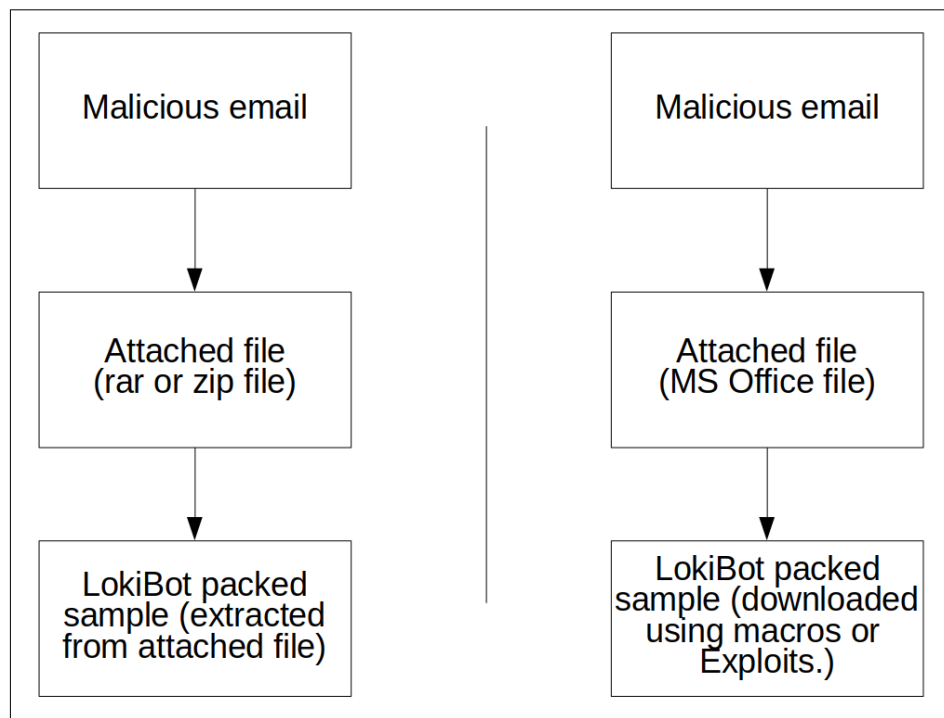 Malicious email
Attached file
(rar or zip file)
LokiBot packed
sample (extracted
from attached file)
Malicious email
Attached file
(MS Office file)
LokiBot packed
sample (downloaded
using macros or
Exploits.)